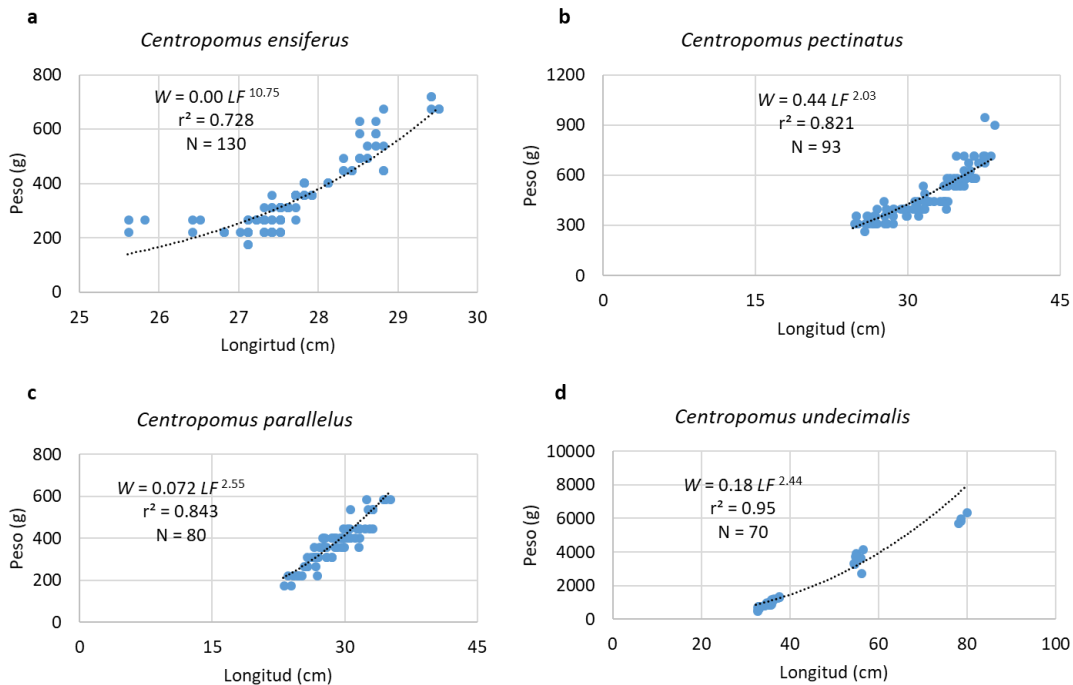 a
Centropomus ensiferus
W = 0.00 LF 10.75
r² = 0.728
N = 130
800
600
400
200
0
25 26 27 28 29 30
Peso (g)
Longirtud (cm)
b
Centropomus pectinatus
W = 0.44 LF 2.03
r² = 0.821
N = 93
1200
900
600
300
0
0 15 30 45
Peso (g)
Longitud (cm)
c
Centropomus parallelus
W = 0.072 LF 2.55
r² = 0.843
N = 80
800
600
400
200
0
0 15 30 45
Peso (g)
Longitud (cm)
d
Centropomus undecimalis
W = 0.18 LF 2.44
r² = 0.95
N = 70
10000
8000
6000
4000
2000
0
0 20 40 60 80 100
Peso (g)
Longitud (cm)